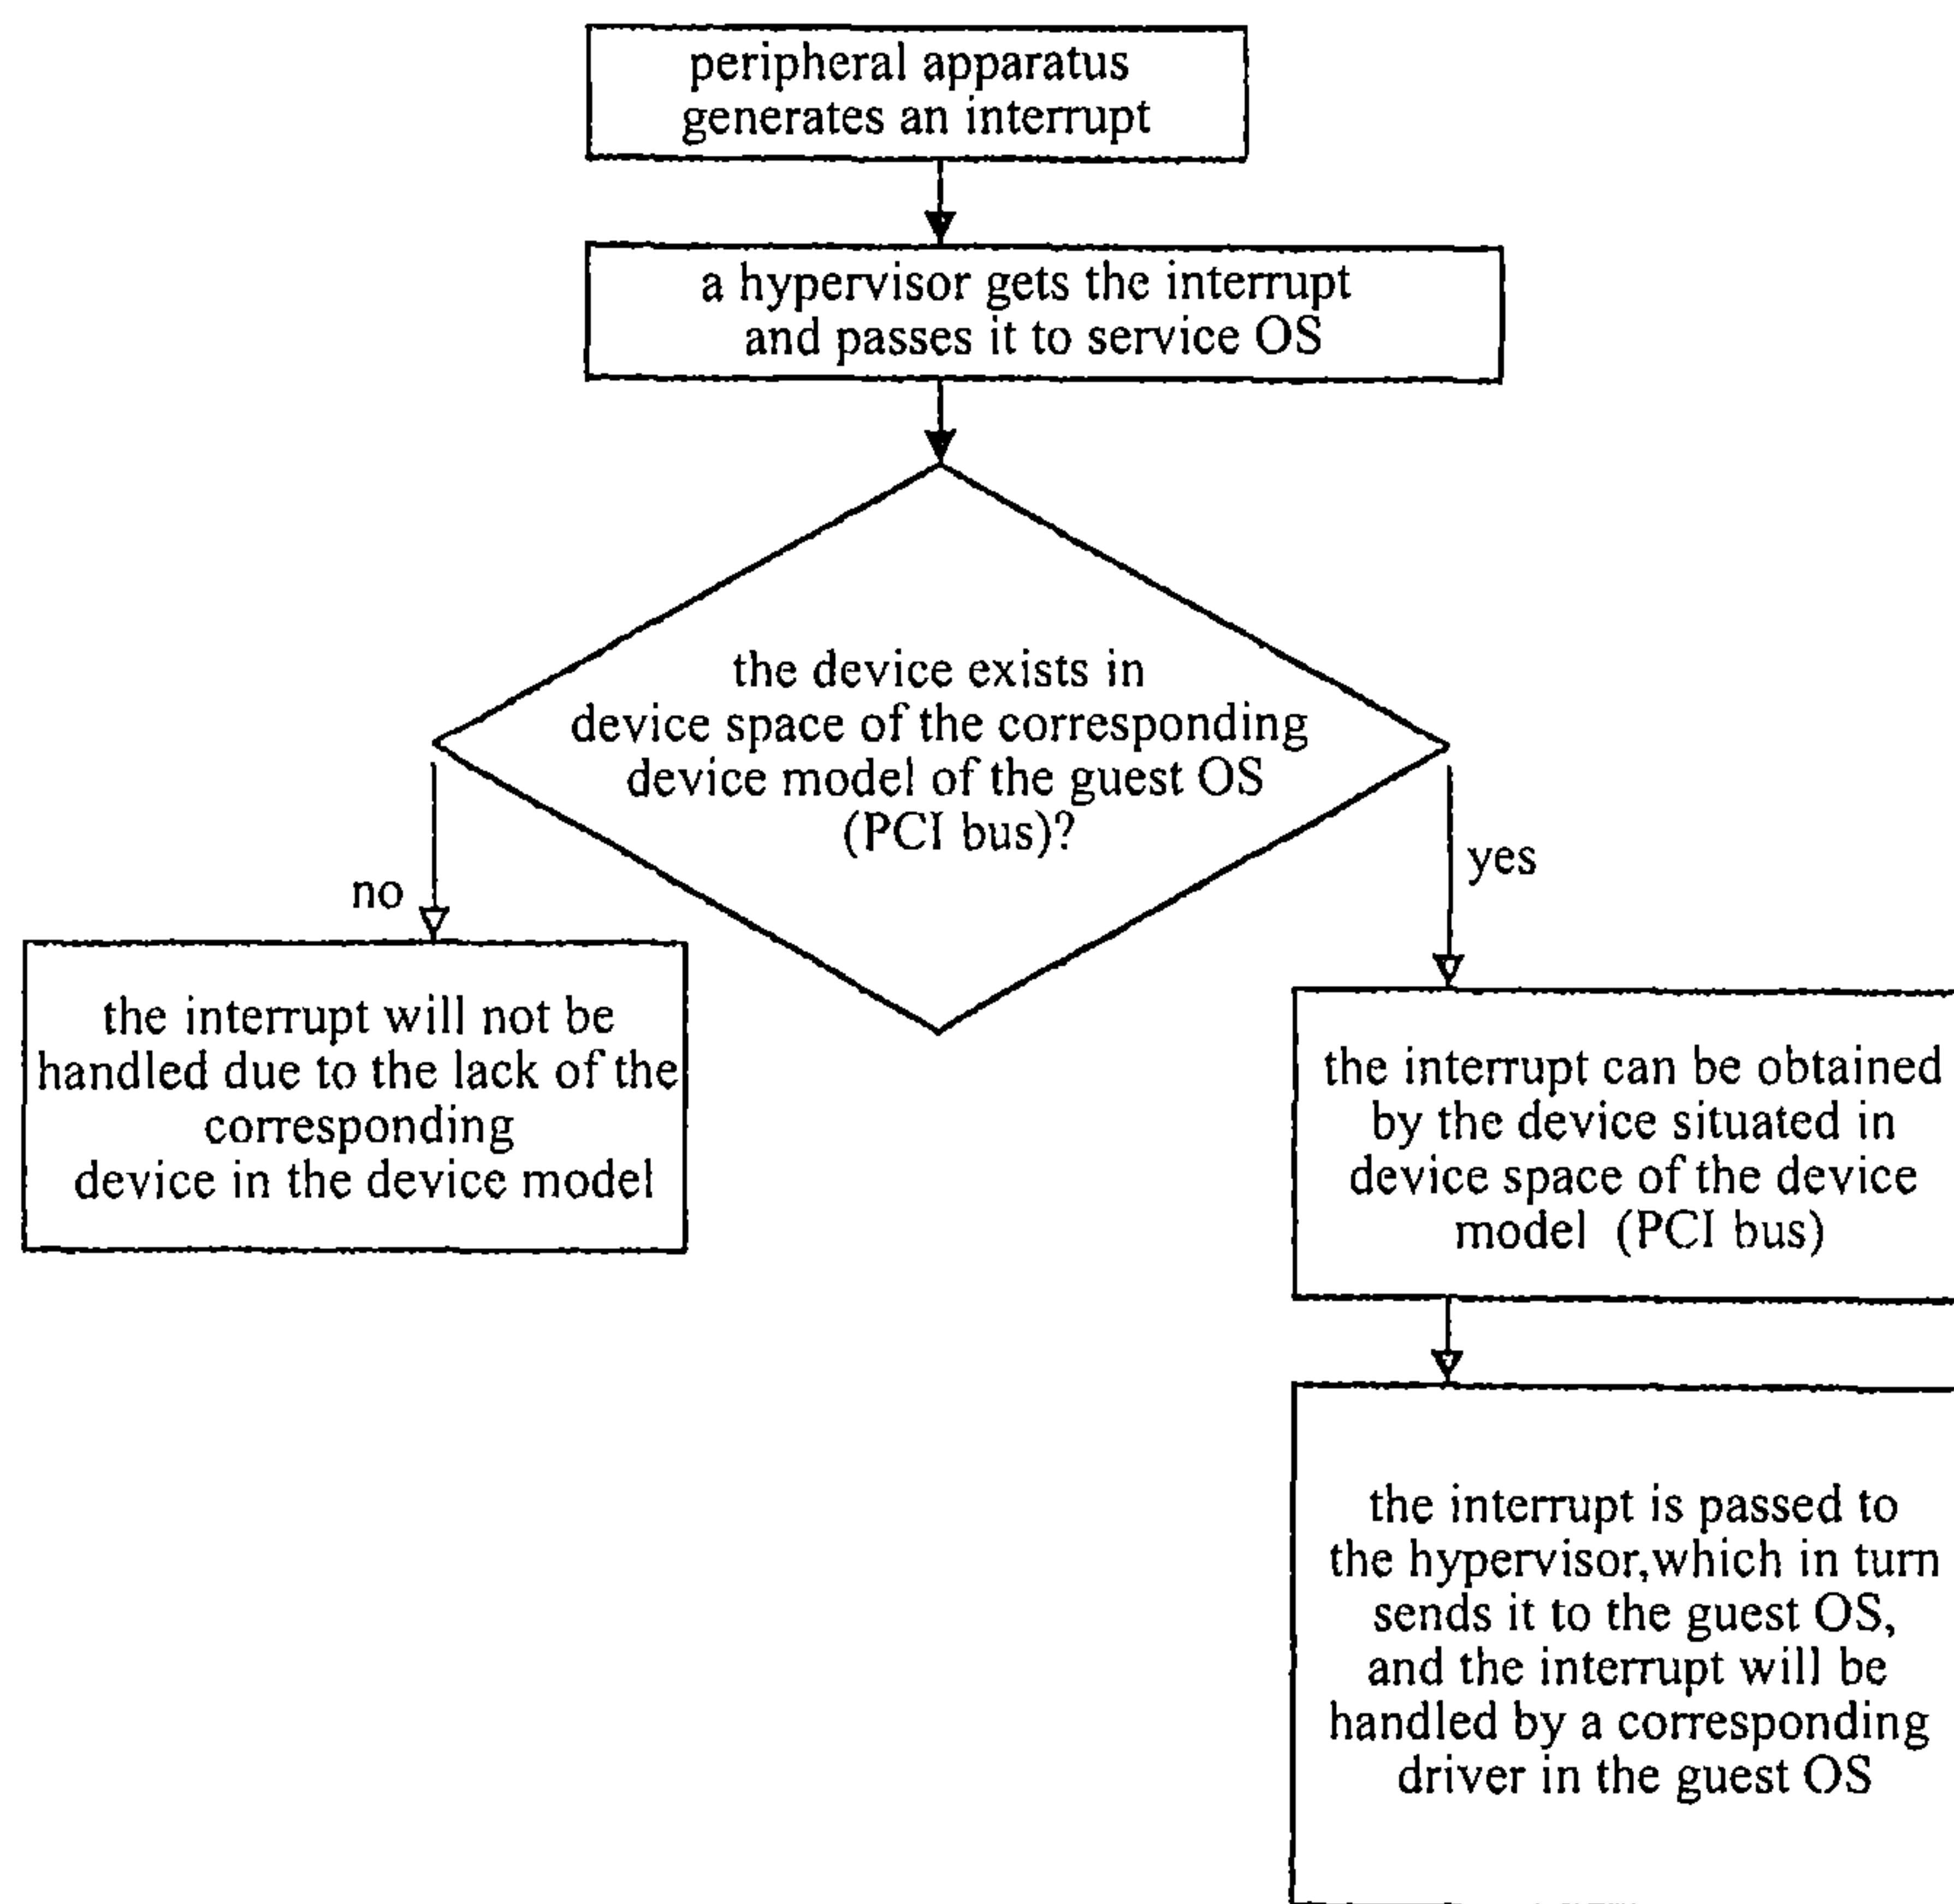 peripheral apparatus
generates an interrupt
a hypervisor gets the interrupt
and passes it to service OS
the device exists in
device space of the corresponding
device model of the guest OS
(PCI bus)?
no
yes
the interrupt will not be
handled due to the lack of the
corresponding
device in the device model
the interrupt can be obtained
by the device situated in
device space of the device
model (PCI bus)
the interrupt is passed to
the hypervisor,which in turn
sends it to the guest OS,
and the interrupt will be
handled by a corresponding
driver in the guest OS